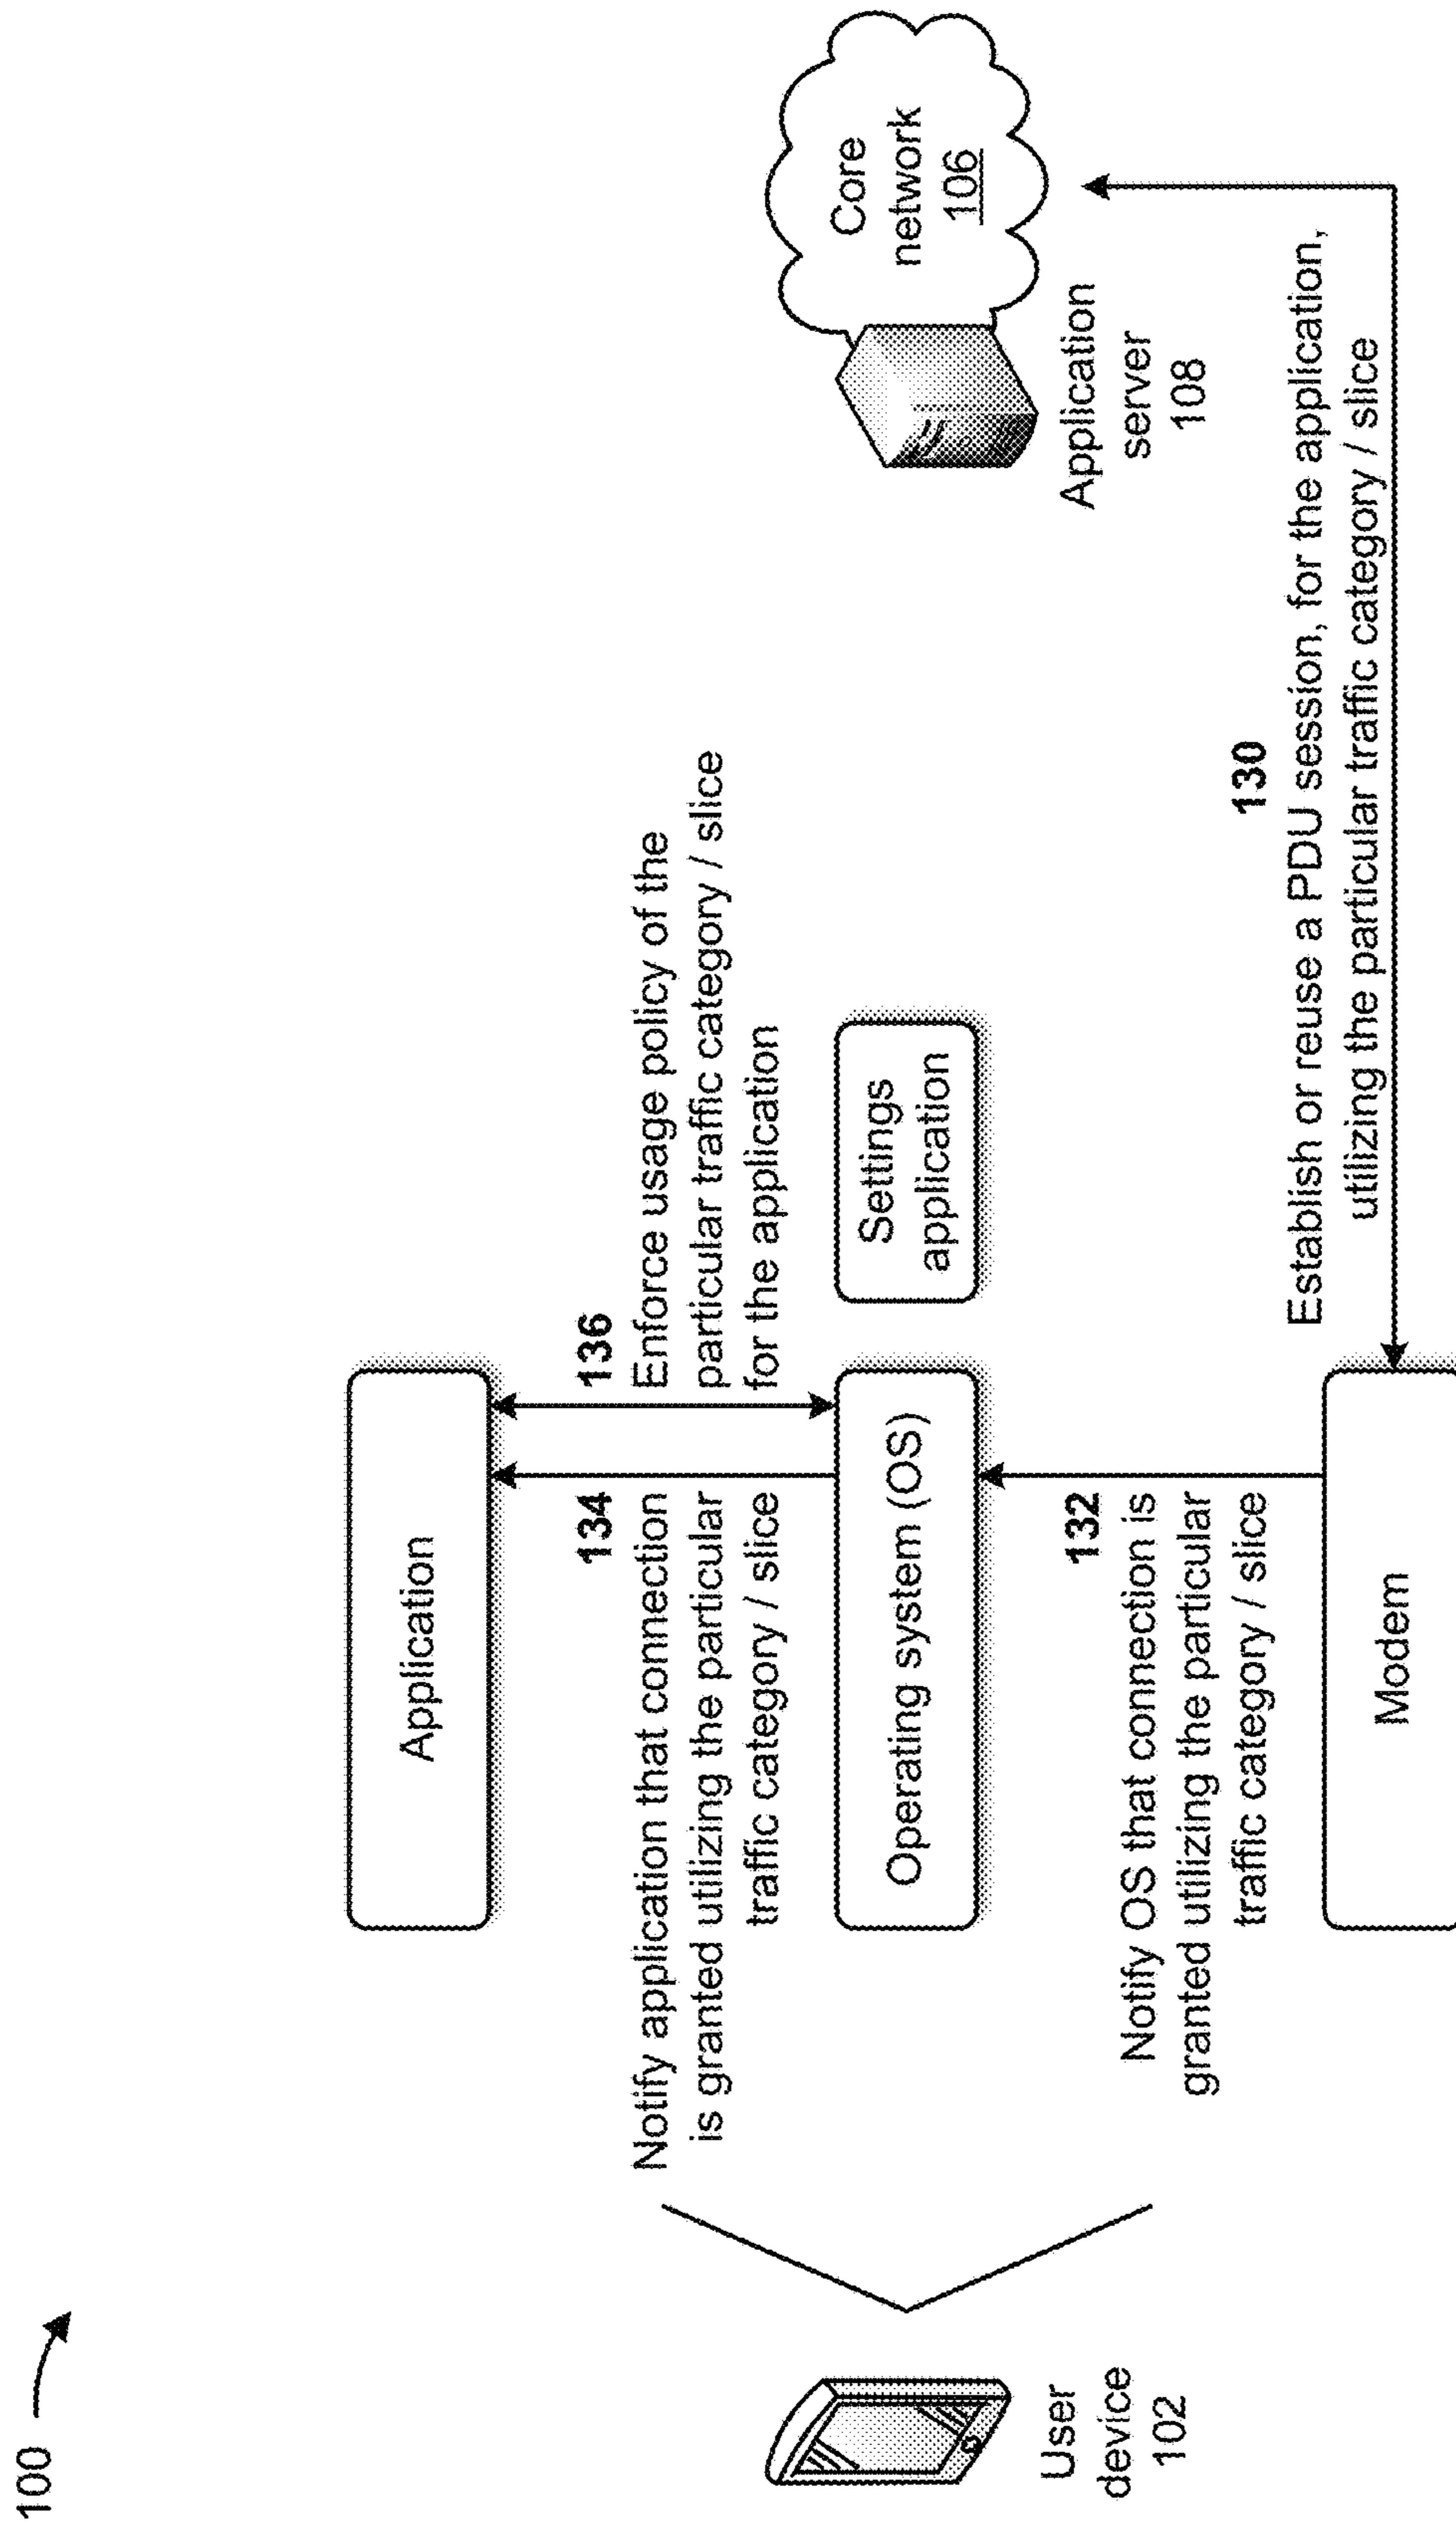 100
Application
134
Notify application that connection
is granted utilizing the particular
traffic category / slice
136
Enforce usage policy of the
particular traffic category / slice
for the application
User
device
102
Operating system (OS)
Settings
application
Core
network
106
Application
server
108
132
Notify OS that connection is
granted utilizing the particular
traffic category / slice
130
Establish or reuse a PDU session, for the application,
utilizing the particular traffic category / slice
Modem